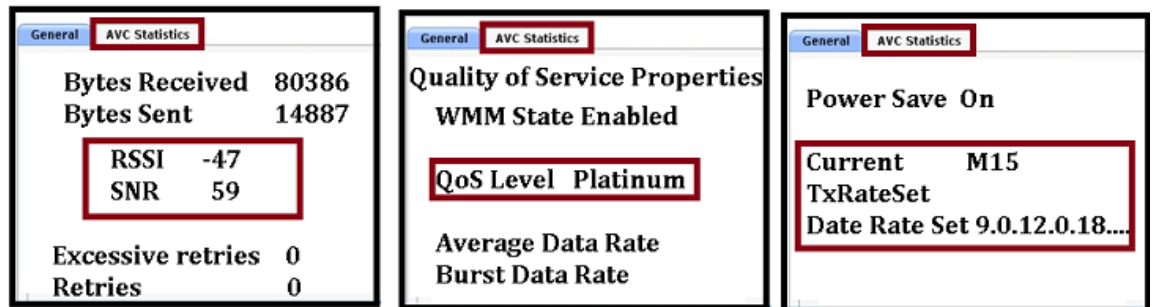 General AVC Statistics
Bytes Received 80386
Bytes Sent 14887
RSSI -47
SNR 59
Excessive retries 0
Retries 0
General AVC Statistics
Quality of Service Properties
WMM State Enabled
QoS Level Platinum
Average Data Rate
Burst Data Rate
General AVC Statistics
Power Save On
Current M15
TxRateSet
Date Rate Set 9.0.12.0.18....